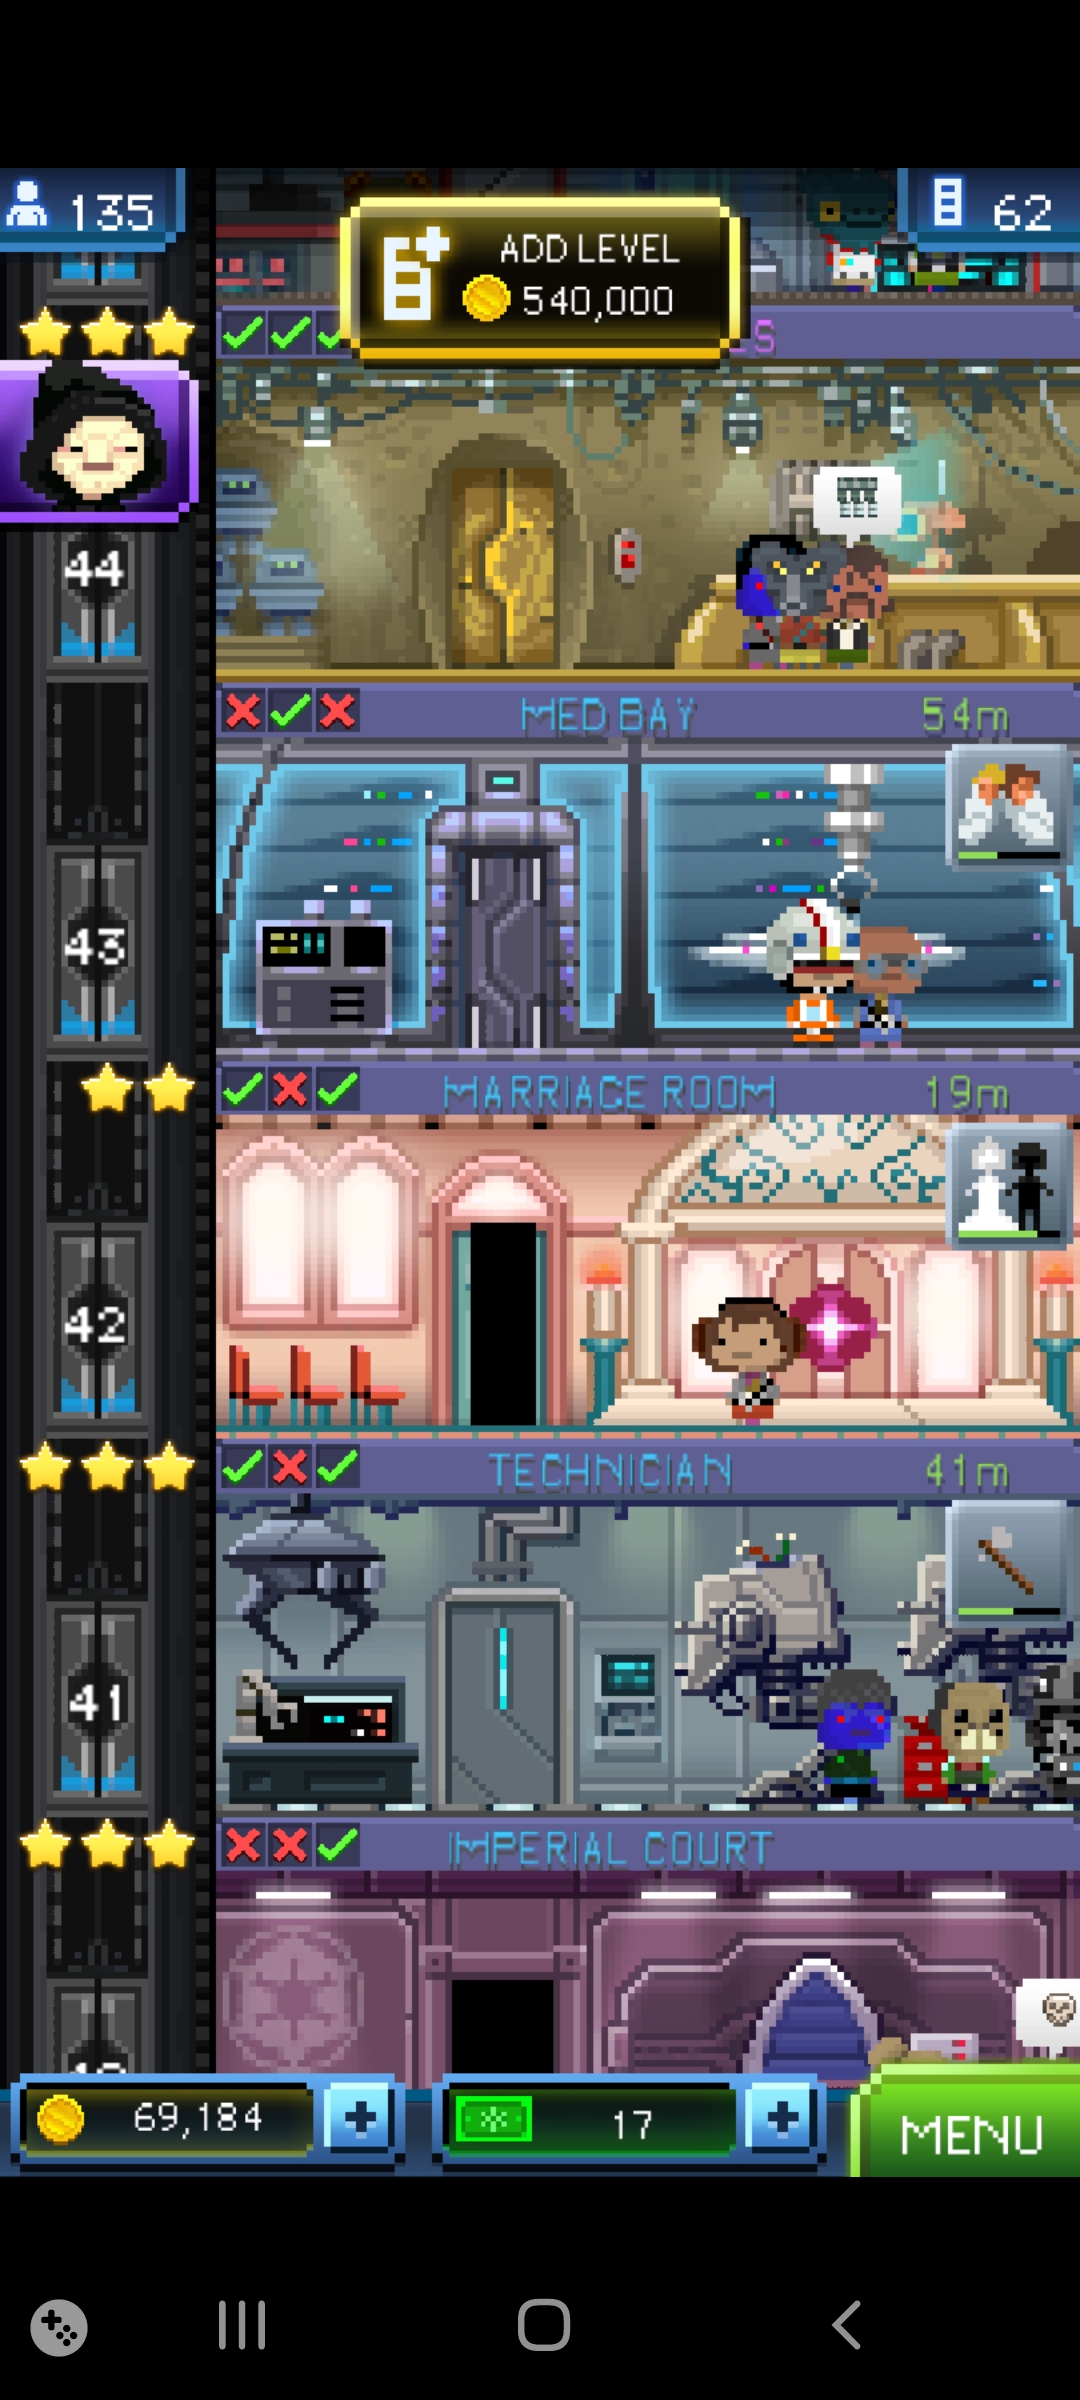 135
ADD LEVEL
540,000
62
44
MED BAY
54m
43
MARRIAGE ROOM
19m
42
TECHNICIAN
41m
41
IMPERIAL COURT
69,184
17
MENU